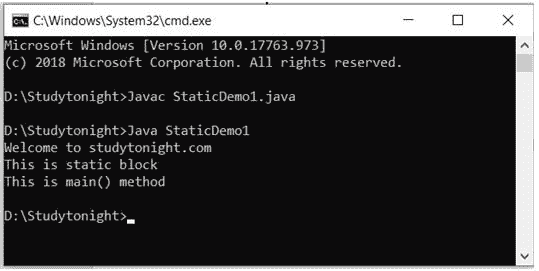 C:\Windows\System32\cmd.exe
Microsoft Windows [Version 10.0.17763.973]
(c) 2018 Microsoft Corporation. All rights reserved.
D:\Studytonight>Javac StaticDemo1.java
D:\Studytonight>Java StaticDemo1
Welcome to studytonight.com
This is static block
This is main() method
D:\Studytonight>